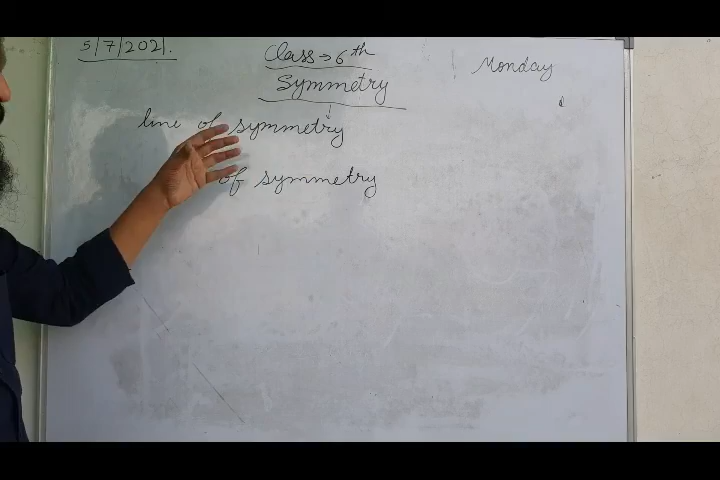 5/7/2021.
Class → 6th
Monday
Symmetry
line of symmetry
of symmetry